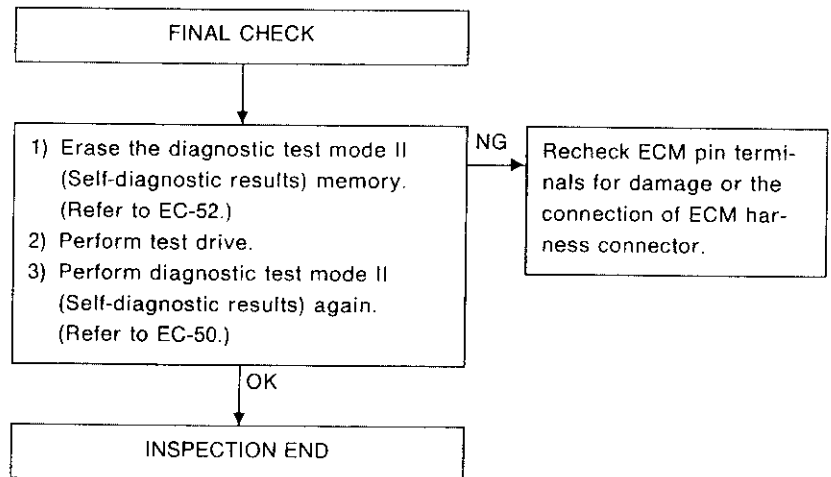 FINAL CHECK
1) Erase the diagnostic test mode II
(Self-diagnostic results) memory.
(Refer to EC-52.)
2) Perform test drive.
3) Perform diagnostic test mode II
(Self-diagnostic results) again.
(Refer to EC-50.)
NG
Recheck ECM pin termi-
nals for damage or the
connection of ECM har-
ness connector.
OK
INSPECTION END